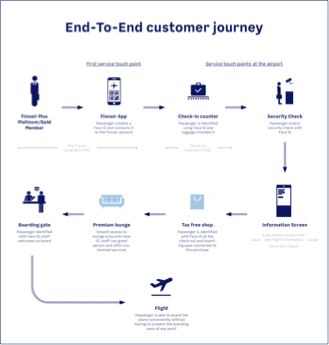 End-To-End customer journey
First service touch point
Service touch points at the airport
Finnair Plus
Platinum/Gold
Member
Finnair App
Passenger creates a
Face ID and connects it
to the Finnair account
Check-in counter
Passenger is identified
using Face ID and
luggage checked in
Security Check
Passenger enters
security check with
Face ID
Boarding gate
Passenger identified
with Face ID, staff
welcomes on board
Premium lounge
Smooth access to
lounge area with Face
ID, staff can greet
person and offer cus-
tomised services
Tax free shop
Passenger is identified
with Face ID at the
check out and board-
ing pass connected to
the purchase
Information Screen
Flight
Passenger is able to board the
plane conveniently without
having to present the boarding
pass at any point